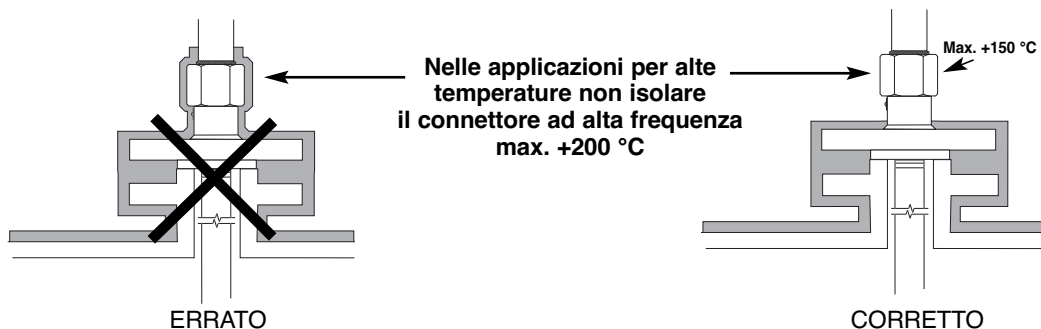 Max. +150 °C
Nelle applicazioni per alte
temperature non isolare
il connettore ad alta frequenza
max. +200 °C
ERRATO
CORRETTO